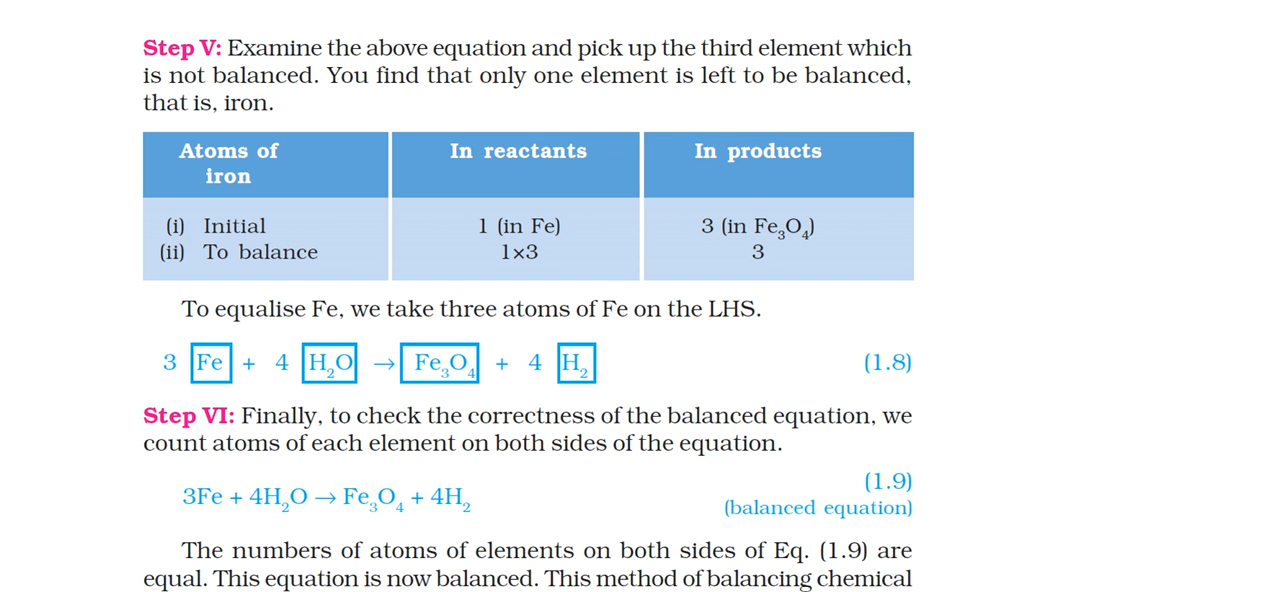 Step V: Examine the above equation and pick up the third element which
is not balanced. You find that only one element is left to be balanced,
that is, iron.
Atoms of iron In reactants In products
(i) Initial 1 (in Fe) 3 (in Fe₃O₄)
(ii) To balance 1×3 3
To equalise Fe, we take three atoms of Fe on the LHS.
3 Fe + 4 H₂O → Fe₃O₄ + 4 H₂ (1.8)
Step VI: Finally, to check the correctness of the balanced equation, we
count atoms of each element on both sides of the equation.
3Fe + 4H₂O → Fe₃O₄ + 4H₂ (1.9)
(balanced equation)
The numbers of atoms of elements on both sides of Eq. (1.9) are
equal. This equation is now balanced. This method of balancing chemical